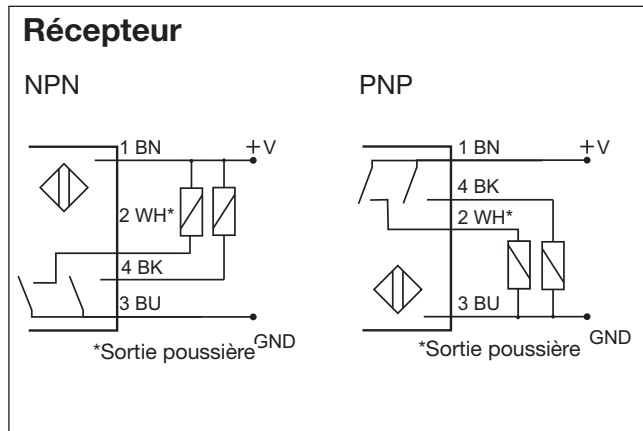 Récepteur
NPN
1 BN
+V
2 WH*
4 BK
3 BU
GND
*Sortie poussière
PNP
1 BN
+V
4 BK
2 WH*
3 BU
GND
*Sortie poussière